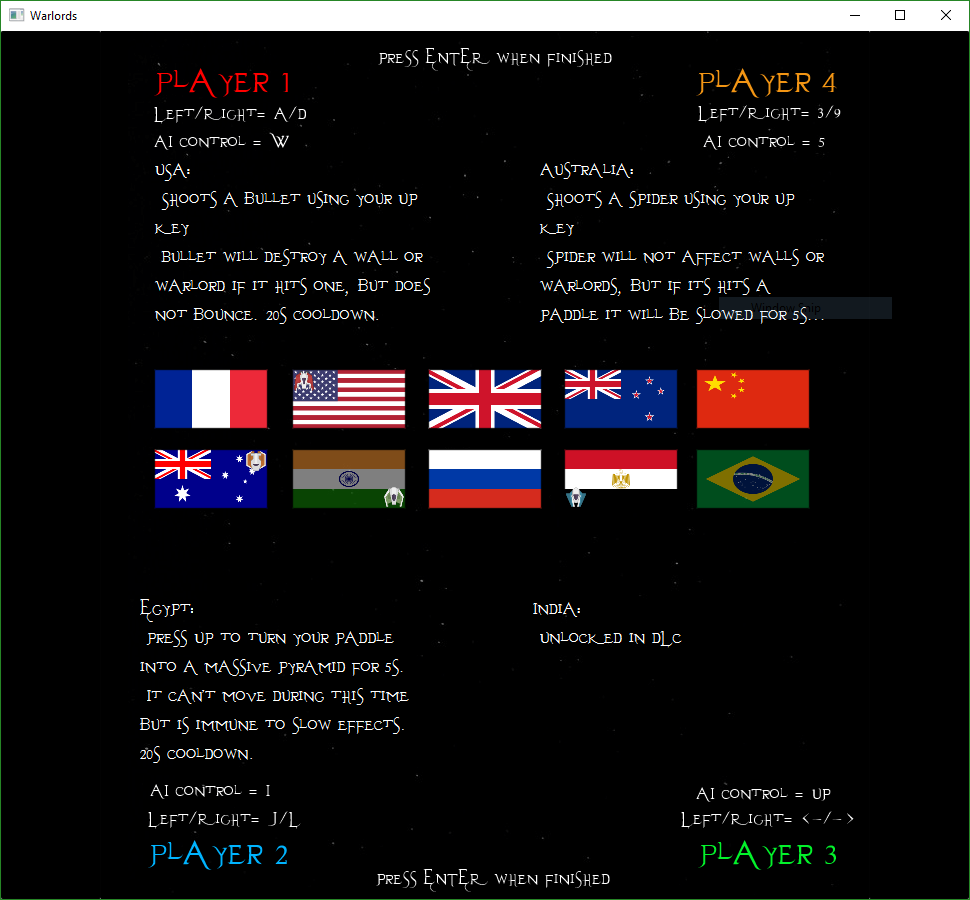 Warlords
PRESS ENTER WHEN FINISHED
PLAYER 1
PLAYER 4
LEFT/RIGHT= A/D
LEFT/RIGHT= 3/9
AI CONTROL = W
AI CONTROL = 5
USA:
SHOOTS A BULLET USING YOUR UP
KEY
BULLET WILL DESTROY A WALL OR
WARLORD IF IT HITS ONE, BUT DOES
NOT BOUNCE. 20S COOLDOWN.
AUSTRALIA:
SHOOTS A SPIDER USING YOUR UP
KEY
SPIDER WILL NOT AFFECT WALLS OR
WARLORDS, BUT IF ITS HITS A
PADDLE IT WILL BE SLOWED FOR 5S...
EGYPT:
PRESS UP TO TURN YOUR PADDLE
INTO A MASSIVE PYRAMID FOR 5S.
IT CAN'T MOVE DURING THIS TIME
BUT IS IMMUNE TO SLOW EFFECTS.
20S COOLDOWN.
INDIA:
UNLOCKED IN DLC
AI CONTROL = I
AI CONTROL = UP
LEFT/RIGHT= J/L
LEFT/RIGHT= <-/->
PLAYER 2
PLAYER 3
PRESS ENTER WHEN FINISHED